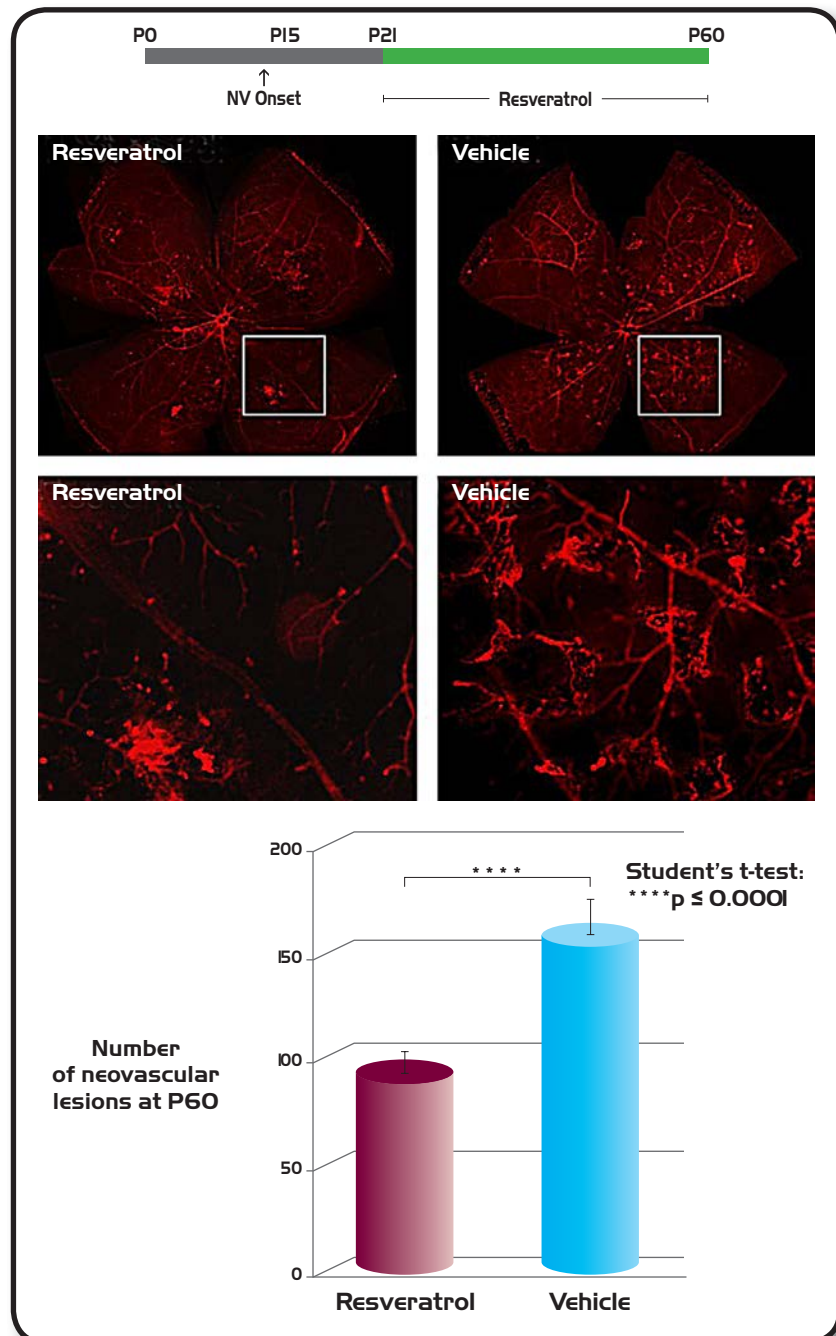 P0 P15 P21 P60
NV Onset
Resveratrol
Resveratrol
Vehicle
Resveratrol
Vehicle
200
150
100
50
0
****
Student's t-test:
****p ≤ 0.0001
Number
of neovascular
lesions at P60
Resveratrol
Vehicle